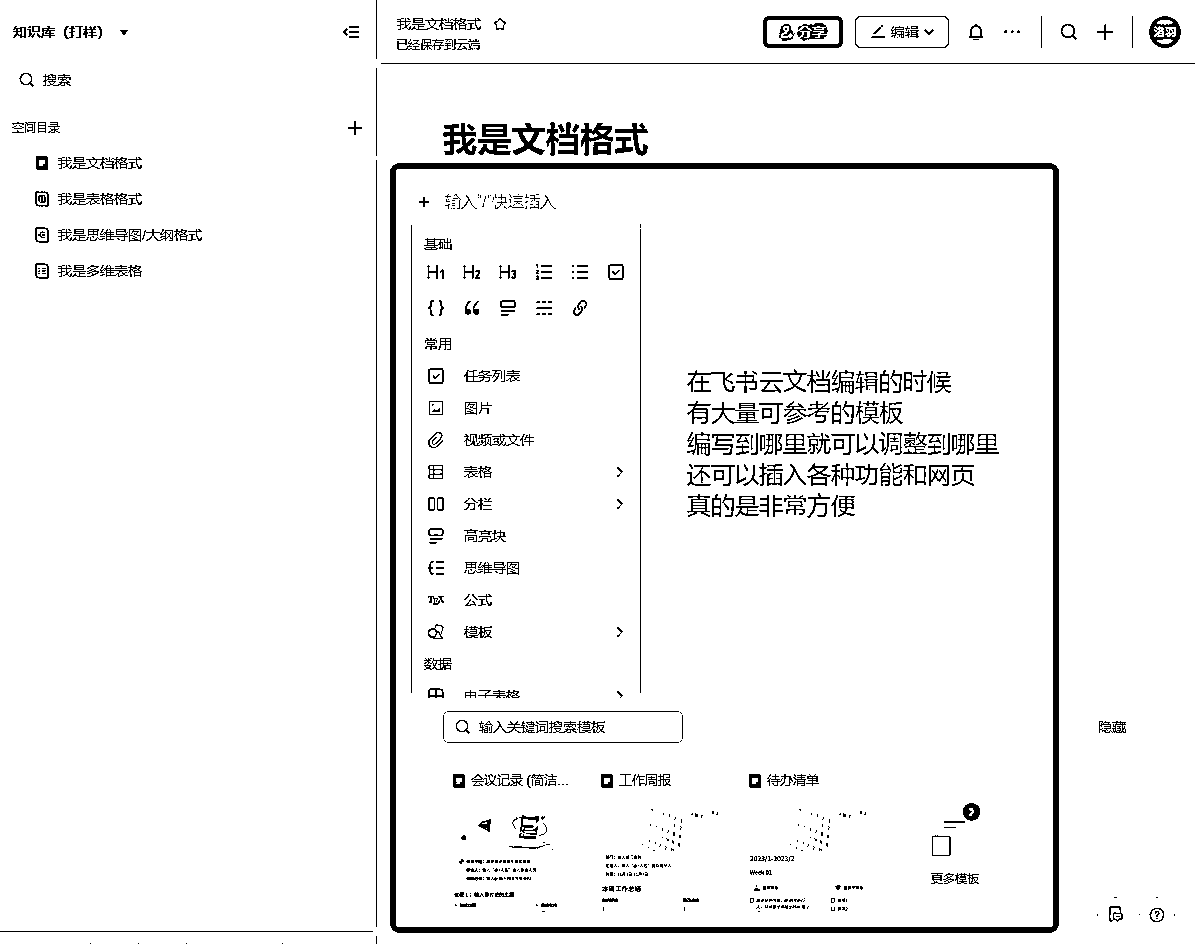 知识库（打样）
搜索
空间目录
我是文档格式
我是表格格式
我是思维导图/大纲格式
我是多维表格
我是文档格式
已经保存到云端
分享
编辑
我是文档格式
输入"/"快速插入
基础
H1 H2 H3
常用
任务列表
图片
视频或文件
表格
分栏
高亮块
思维导图
TEX 公式
模板
数据
电子表格
在飞书云文档编辑的时候
有大量可参考的模板
编写到哪里就可以调整到哪里
还可以插入各种功能和网页
真的是非常方便
输入关键词搜索模板
隐藏
会议记录 (简洁...
工作周报
待办清单
本周工作总结
2023/1-2023/2
Week 01
更多模板